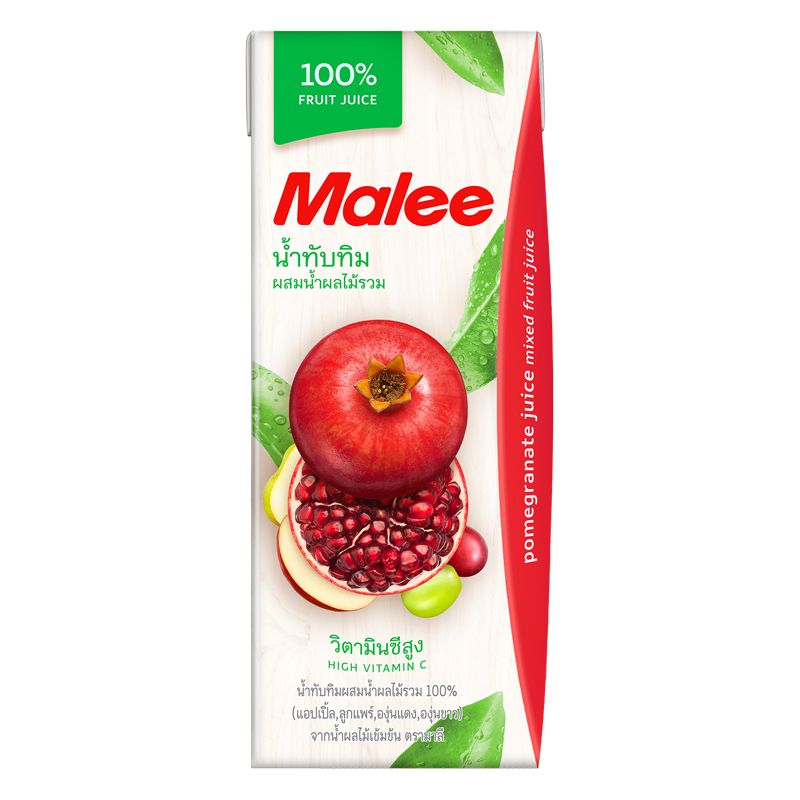 100%
FRUIT JUICE
Malee
น้ำทับทิม
ผสมน้ำผลไม้รวม
pomegranate juice mixed fruit juice
วิตามินซีสูง
HIGH VITAMIN C
น้ำทับทิมผสมน้ำผลไม้รวม 100%
(แอปเปิ้ล,ลูกแพร์,องุ่นแดง,องุ่นขาว)
จากน้ำผลไม้เข้มข้น ตรามาลี